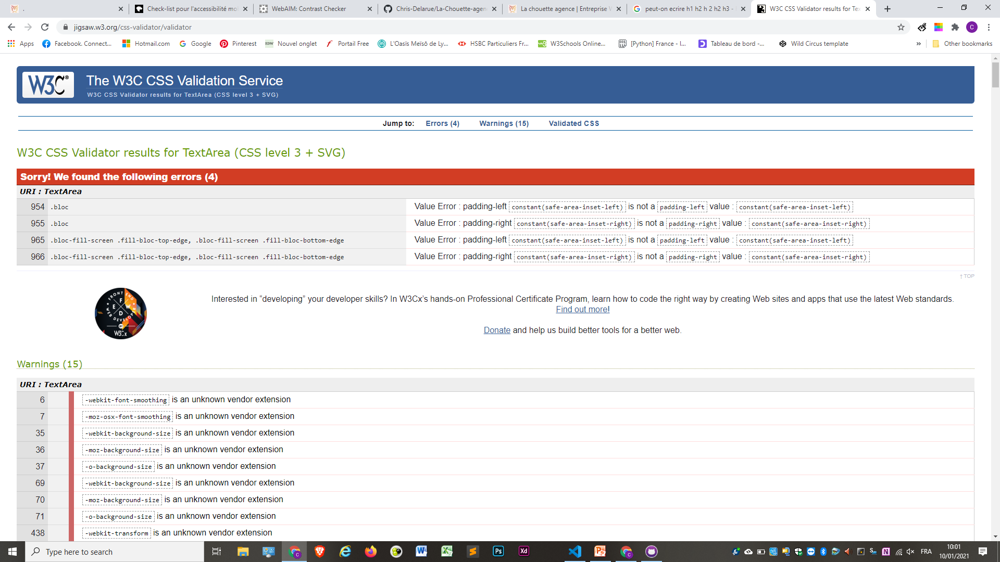 .
Check-list pour l'accessibilité mo
WebAIM: Contrast Checker
Chris-Delarue/La-Chouette-agen
La chouette agence | Entreprise W
peut-on ecrire h1 h2 h 2 h2 h3 -
W3C CSS Validator results for Te
jigsaw.w3.org/css-validator/validator
C
Apps
Facebook. Connect...
Hotmail.com
Google
Pinterest
Nouvel onglet
Portail Free
L'Oasïs Meïsō de Ly...
HSBC Particuliers Fr...
W3Schools Online...
[Python] France - I...
Tableau de bord -...
Wild Circus template
»
Other bookmarks
W3C®
The W3C CSS Validation Service
W3C CSS Validator results for TextArea (CSS level 3 + SVG)
Jump to: Errors (4) Warnings (15) Validated CSS
W3C CSS Validator results for TextArea (CSS level 3 + SVG)
Sorry! We found the following errors (4)
URI : TextArea
954 .bloc Value Error : padding-left constant(safe-area-inset-left) is not a padding-left value : constant(safe-area-inset-left)
955 .bloc Value Error : padding-right constant(safe-area-inset-right) is not a padding-right value : constant(safe-area-inset-right)
965 .bloc-fill-screen .fill-bloc-top-edge, .bloc-fill-screen .fill-bloc-bottom-edge Value Error : padding-left constant(safe-area-inset-left) is not a padding-left value : constant(safe-area-inset-left)
966 .bloc-fill-screen .fill-bloc-top-edge, .bloc-fill-screen .fill-bloc-bottom-edge Value Error : padding-right constant(safe-area-inset-right) is not a padding-right value : constant(safe-area-inset-right)
↑ TOP
FRONT END
F
E W
D
WEB DEVELOPER
BY
W3Cx
Interested in “developing” your developer skills? In W3Cx’s hands-on Professional Certificate Program, learn how to code the right way by creating Web sites and apps that use the latest Web standards.
Find out more!
Donate and help us build better tools for a better web.
Warnings (15)
URI : TextArea
6 -webkit-font-smoothing is an unknown vendor extension
7 -moz-osx-font-smoothing is an unknown vendor extension
35 -webkit-background-size is an unknown vendor extension
36 -moz-background-size is an unknown vendor extension
37 -o-background-size is an unknown vendor extension
69 -webkit-background-size is an unknown vendor extension
70 -moz-background-size is an unknown vendor extension
71 -o-background-size is an unknown vendor extension
438 -webkit-transform is an unknown vendor extension
Type here to search
Ps
Xd
FRA
10:01
10/01/2021